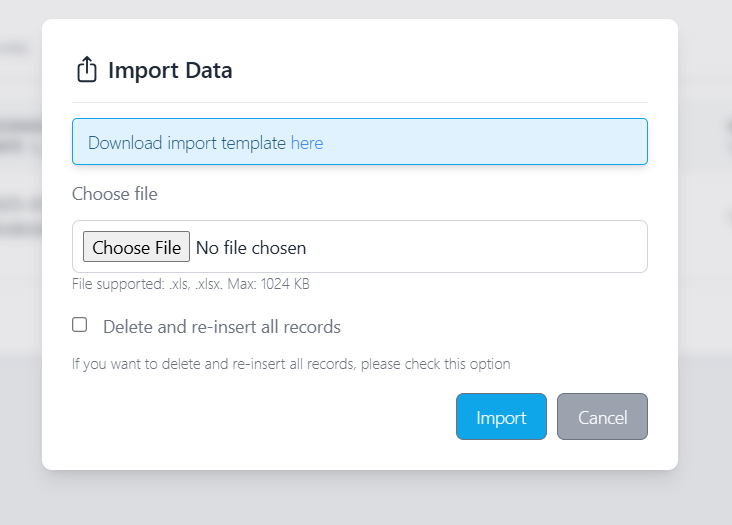 Import Data
Download import template here
Choose file
Choose File No file chosen
File supported: .xls, .xlsx. Max: 1024 KB
Delete and re-insert all records
If you want to delete and re-insert all records, please check this option
Import Cancel